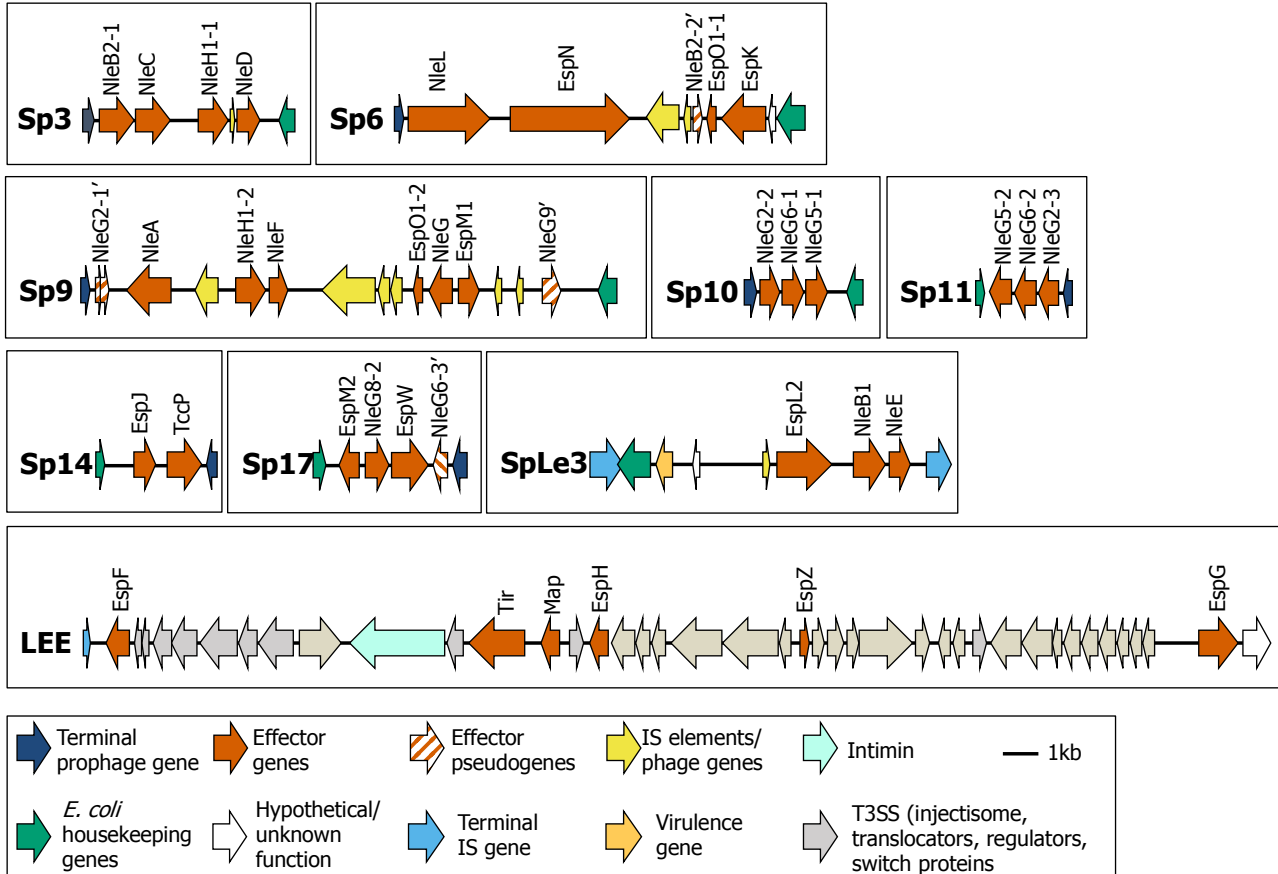 NleB2-1
NleC
NleH1-1
NleD
Sp3
NleL
EspN
NleB2-2′
EspO1-1
EspK
Sp6
NleG2-1′
NleA
NleH1-2
NleF
EspO1-2
NleG
EspM1
NleG9′
Sp9
NleG2-2
NleG6-1
NleG5-1
Sp10
NleG5-2
NleG6-2
NleG2-3
Sp11
EspJ
TccP
Sp14
EspM2
NleG8-2
EspW
NleG6-3′
Sp17
EspL2
NleB1
NleE
SpLe3
EspF
Tir
Map
EspH
EspZ
EspG
LEE
Terminal
prophage gene
Effector
genes
Effector
pseudogenes
IS elements/
phage genes
Intimin
1kb
E. coli
housekeeping
genes
Hypothetical/
unknown
function
Terminal
IS gene
Virulence
gene
T3SS (injectisome,
translocators, regulators,
switch proteins